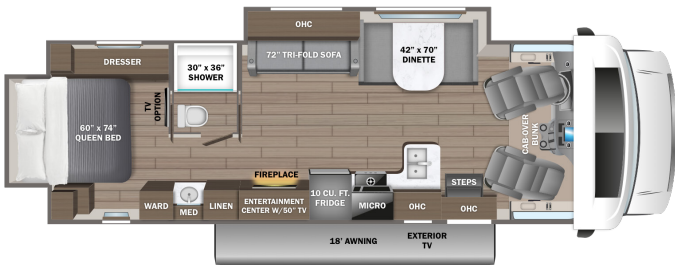 OHC
DRESSER
72" TRI-FOLD SOFA
42" x 70"
DINETTE
30" x 36"
SHOWER
TV
OPTION
60" x 74"
QUEEN BED
CAB-OVER
BUNK
FIREPLACE
STEPS
WARD
MED
LINEN
ENTERTAINMENT
CENTER W/50" TV
10 CU. FT.
FRIDGE
MICRO
OHC
OHC
18' AWNING
EXTERIOR
TV